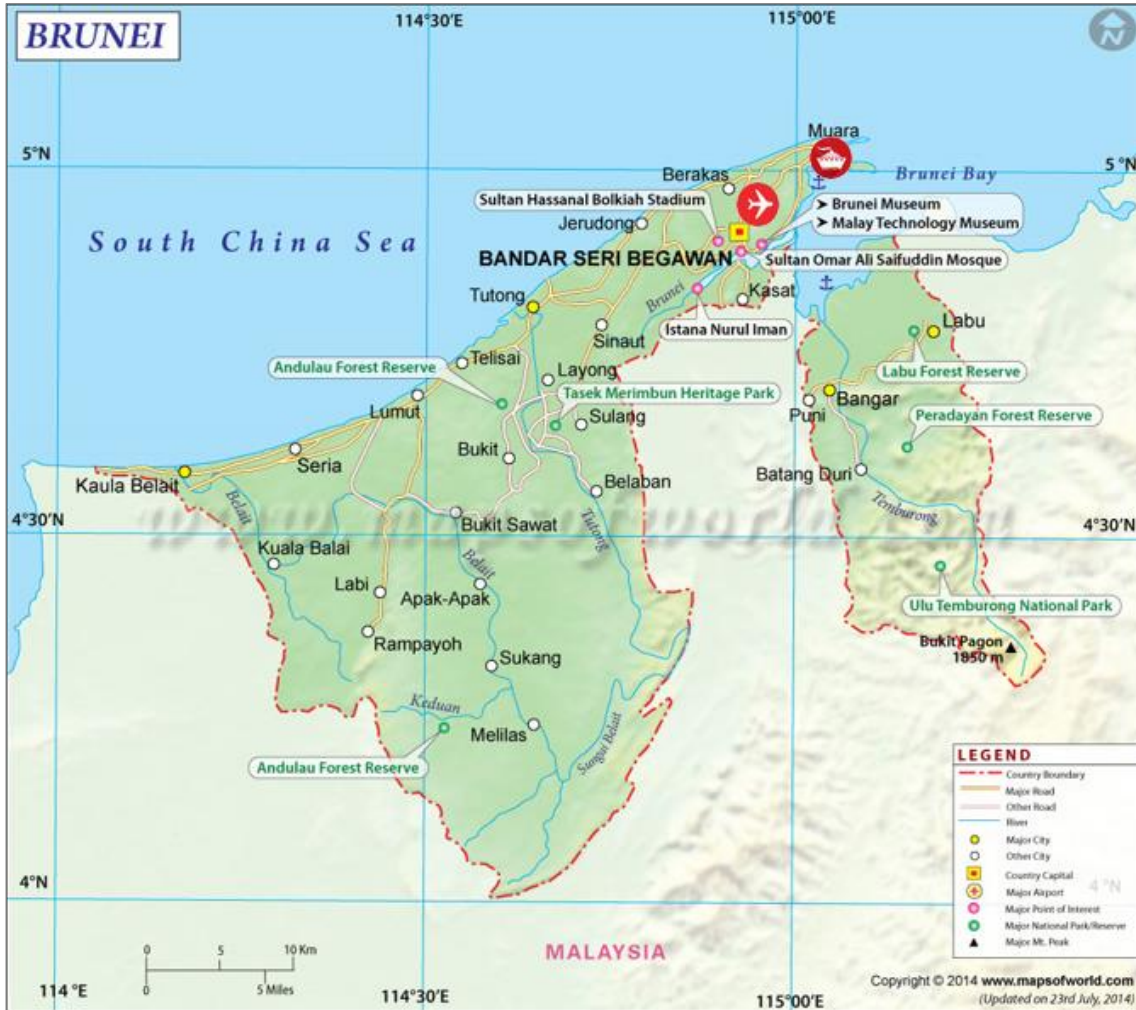 BRUNEI
114°30'E
115°00'E
N
Muara
5°N
5 °N
Berakas
Brunei Bay
Sultan Hassanal Bolkiah Stadium
➤ Brunei Museum
➤ Malay Technology Museum
Jerudong
South China Sea
BANDAR SERI BEGAWAN
Sultan Omar Ali Saifuddin Mosque
Tutong
Brunei
Kasat
Istana Nurul Iman
Sinaut
Labu
Telisai
Andulau Forest Reserve
Layong
Labu Forest Reserve
Tasek Merimbun Heritage Park
Lumut
Sulang
Puni
Bangar
Peradayan Forest Reserve
Bukit
Seria
Batang Duri
Kaula Belait
Belait
Belaban
Temburong
www.mapsofworld.com
4°30'N
4°30'N
Bukit Sawat
Tutong
Kuala Balai
Belait
Labi
Apak-Apak
Ulu Temburong National Park
Rampayoh
Bukit Pagon
1850 m
Sukang
Keduan
Melilas
Sungai Belait
Andulau Forest Reserve
LEGEND
Country Boundary
Major Road
Other Road
River
Major City
Other City
Country Capital
Major Airport
Major Point of Interest
Major National Park/Reserve
Major Mt. Peak
4°N
4 °N
0 5 10 Km
0 5 Miles
MALAYSIA
Copyright © 2014 www.mapsofworld.com
(Updated on 23rd July, 2014)
114 °E
114°30'E
115°00'E